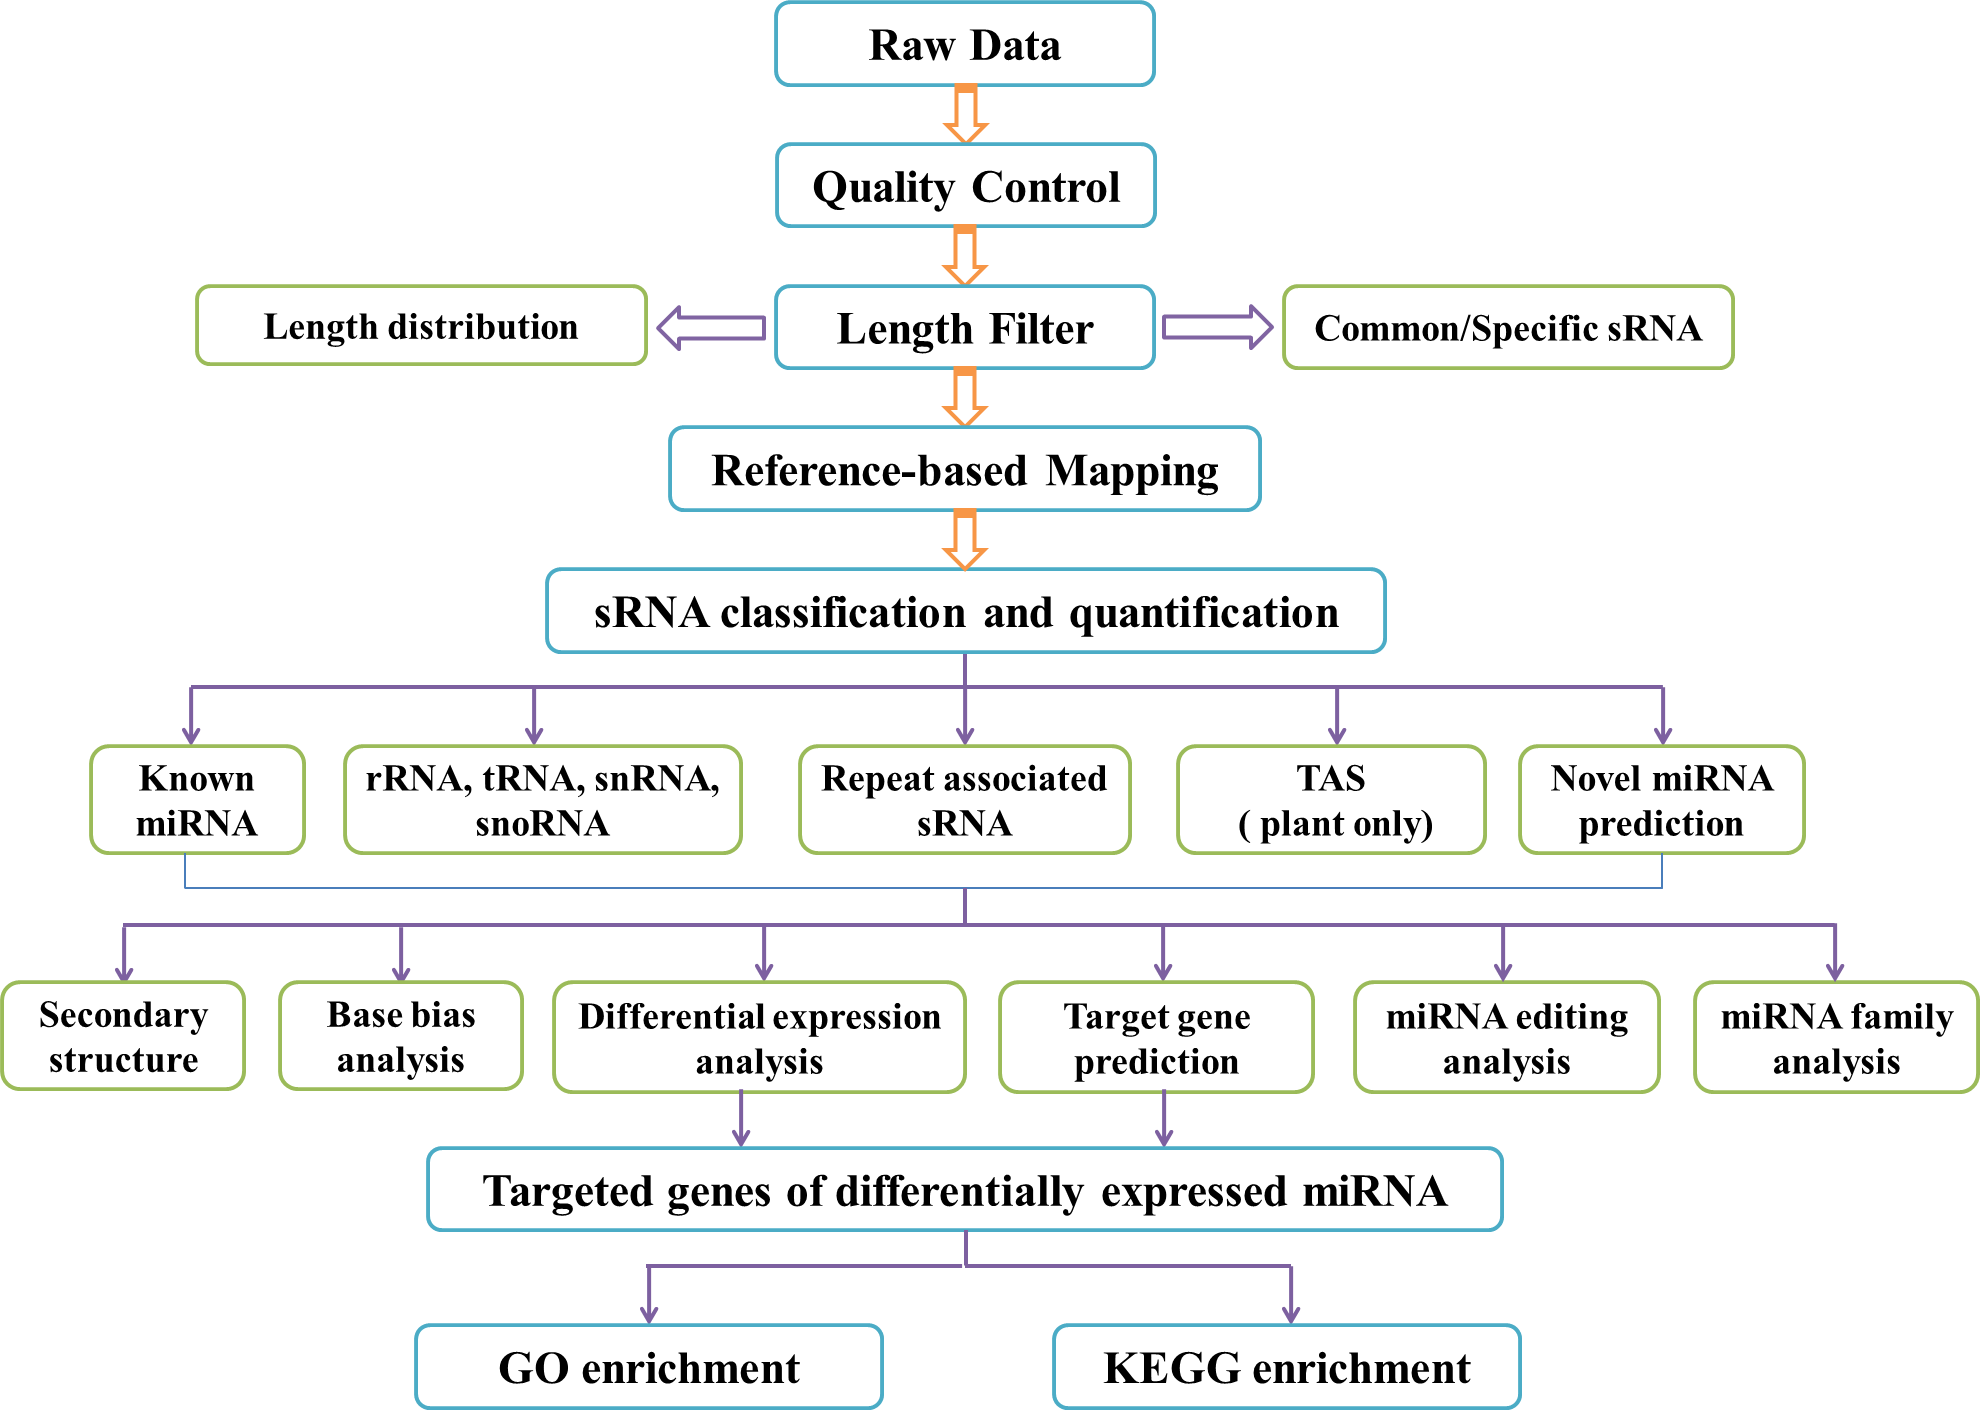 Raw Data
Quality Control
Length distribution
Length Filter
Common/Specific sRNA
Reference-based Mapping
sRNA classification and quantification
Known
miRNA
rRNA, tRNA, snRNA,
snoRNA
Repeat associated
sRNA
TAS
( plant only)
Novel miRNA
prediction
Secondary
structure
Base bias
analysis
Differential expression
analysis
Target gene
prediction
miRNA editing
analysis
miRNA family
analysis
Targeted genes of differentially expressed miRNA
GO enrichment
KEGG enrichment